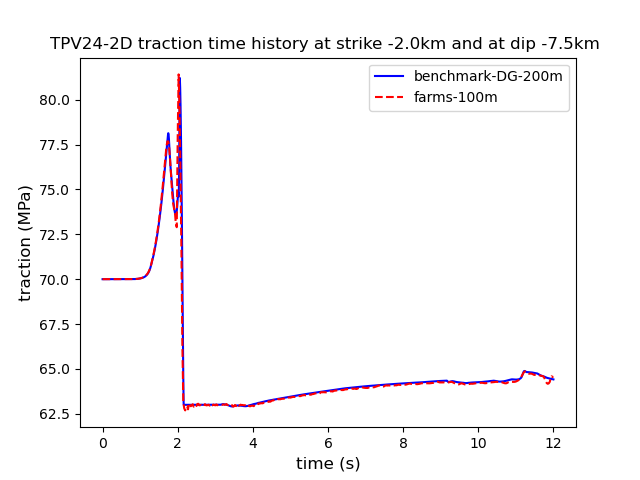 TPV24-2D traction time history at strike -2.0km and at dip -7.5km
benchmark-DG-200m
farms-100m
traction (MPa)
80.0
77.5
75.0
72.5
70.0
67.5
65.0
62.5
0 2 4 6 8 10 12
time (s)